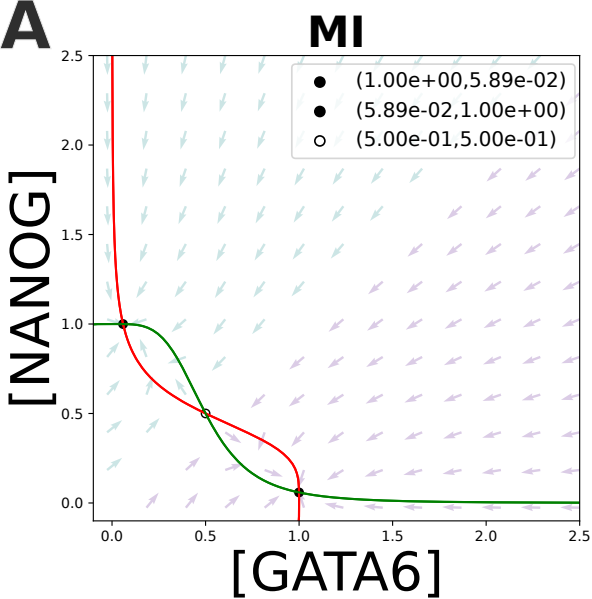 A
MI
(1.00e+00,5.89e-02)
(5.89e-02,1.00e+00)
(5.00e-01,5.00e-01)
[NANOG]
2.5
2.0
1.5
1.0
0.5
0.0
0.0 0.5 1.0 1.5 2.0 2.5
[GATA6]